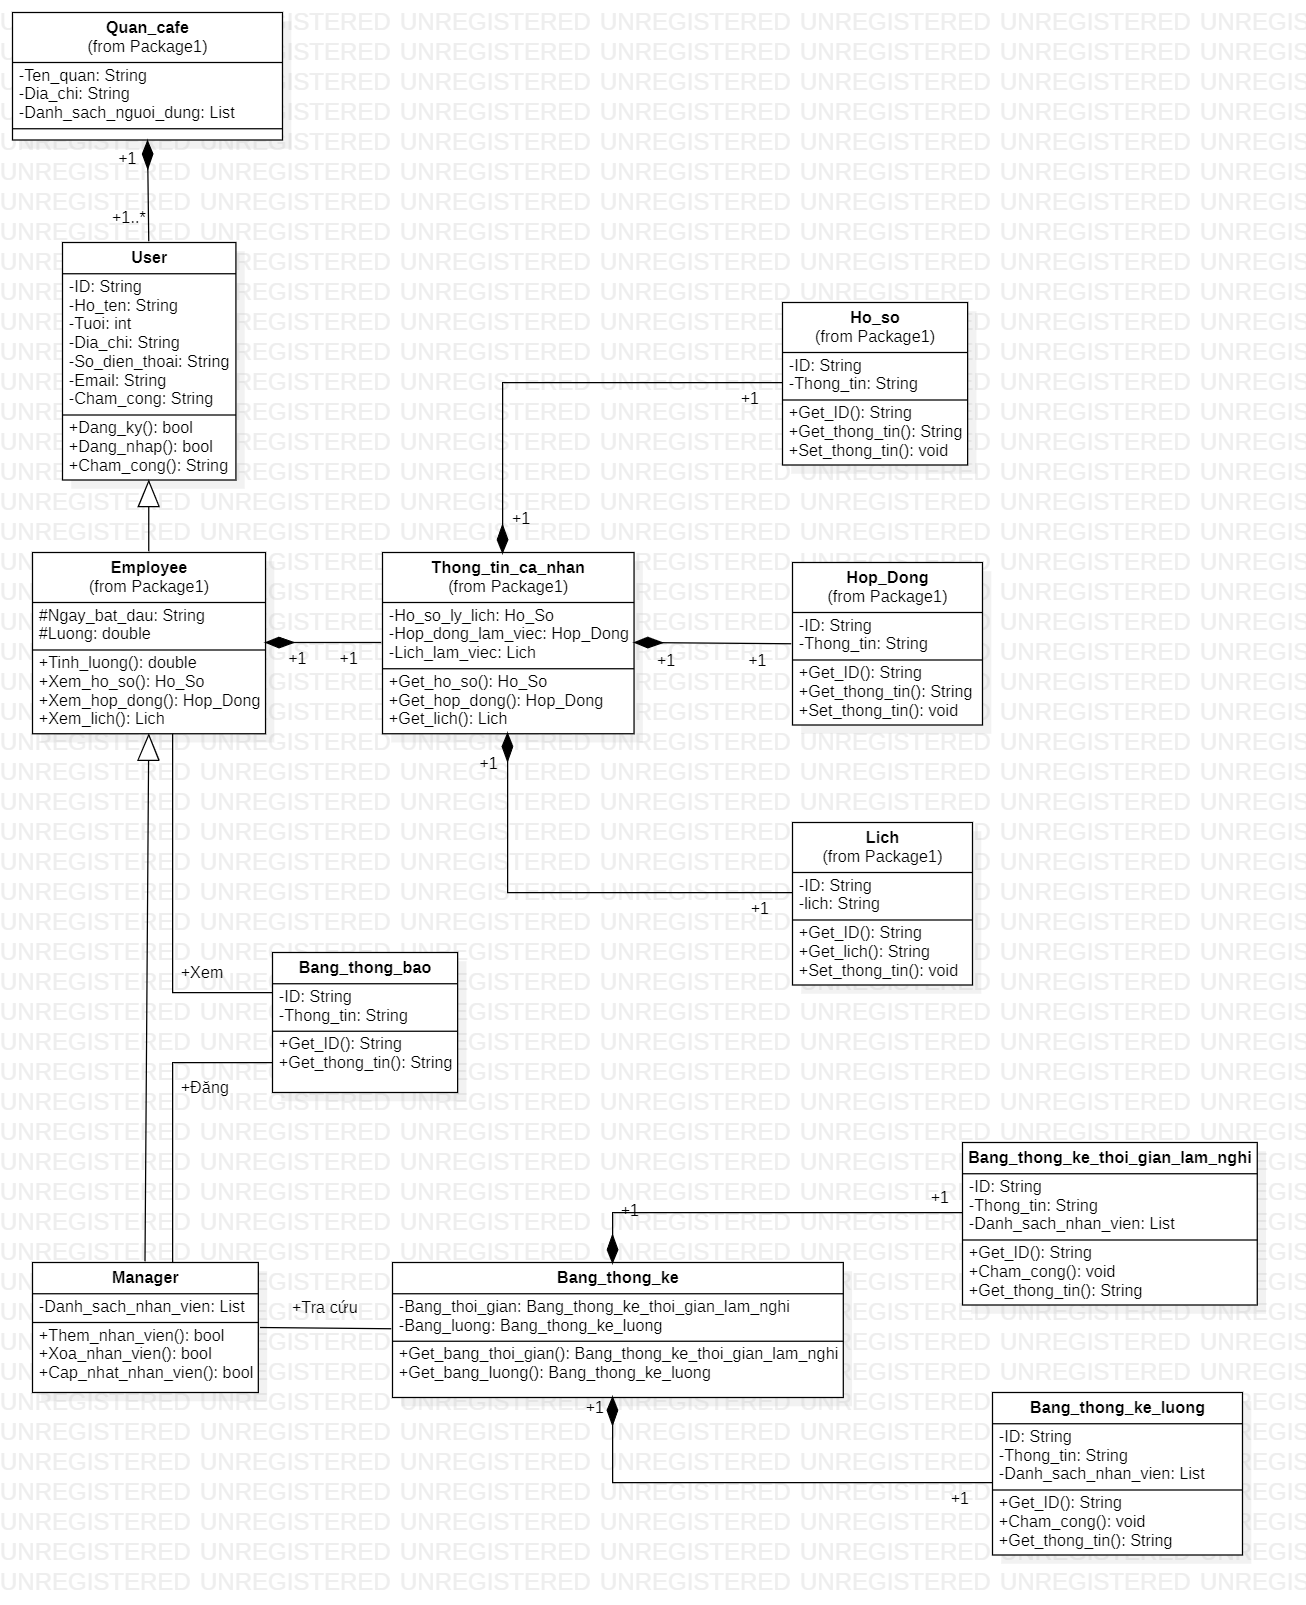 Quan_cafe
(from Package1)
-Ten_quan: String
-Dia_chi: String
-Danh_sach_nguoi_dung: List
+1
+1..*
User
-ID: String
-Ho_ten: String
-Tuoi: int
-Dia_chi: String
-So_dien_thoai: String
-Email: String
-Cham_cong: String
+Dang_ky(): bool
+Dang_nhap(): bool
+Cham_cong(): String
Ho_so
(from Package1)
-ID: String
-Thong_tin: String
+Get_ID(): String
+Get_thong_tin(): String
+Set_thong_tin(): void
+1
+1
Employee
(from Package1)
#Ngay_bat_dau: String
#Luong: double
+Tinh_luong(): double
+Xem_ho_so(): Ho_So
+Xem_hop_dong(): Hop_Dong
+Xem_lich(): Lich
+1
+1
Thong_tin_ca_nhan
(from Package1)
-Ho_so_ly_lich: Ho_So
-Hop_dong_lam_viec: Hop_Dong
-Lich_lam_viec: Lich
+Get_ho_so(): Ho_So
+Get_hop_dong(): Hop_Dong
+Get_lich(): Lich
+1
+1
Hop_Dong
(from Package1)
-ID: String
-Thong_tin: String
+Get_ID(): String
+Get_thong_tin(): String
+Set_thong_tin(): void
+1
+1
Lich
(from Package1)
-ID: String
-lich: String
+Get_ID(): String
+Get_lich(): String
+Set_thong_tin(): void
+Xem
Bang_thong_bao
-ID: String
-Thong_tin: String
+Get_ID(): String
+Get_thong_tin(): String
+Đăng
Bang_thong_ke_thoi_gian_lam_nghi
-ID: String
-Thong_tin: String
-Danh_sach_nhan_vien: List
+Get_ID(): String
+Cham_cong(): void
+Get_thong_tin(): String
+1
+1
Manager
-Danh_sach_nhan_vien: List
+Them_nhan_vien(): bool
+Xoa_nhan_vien(): bool
+Cap_nhat_nhan_vien(): bool
+Tra cứu
Bang_thong_ke
-Bang_thoi_gian: Bang_thong_ke_thoi_gian_lam_nghi
-Bang_luong: Bang_thong_ke_luong
+Get_bang_thoi_gian(): Bang_thong_ke_thoi_gian_lam_nghi
+Get_bang_luong(): Bang_thong_ke_luong
+1
+1
Bang_thong_ke_luong
-ID: String
-Thong_tin: String
-Danh_sach_nhan_vien: List
+Get_ID(): String
+Cham_cong(): void
+Get_thong_tin(): String
UNREGISTERED